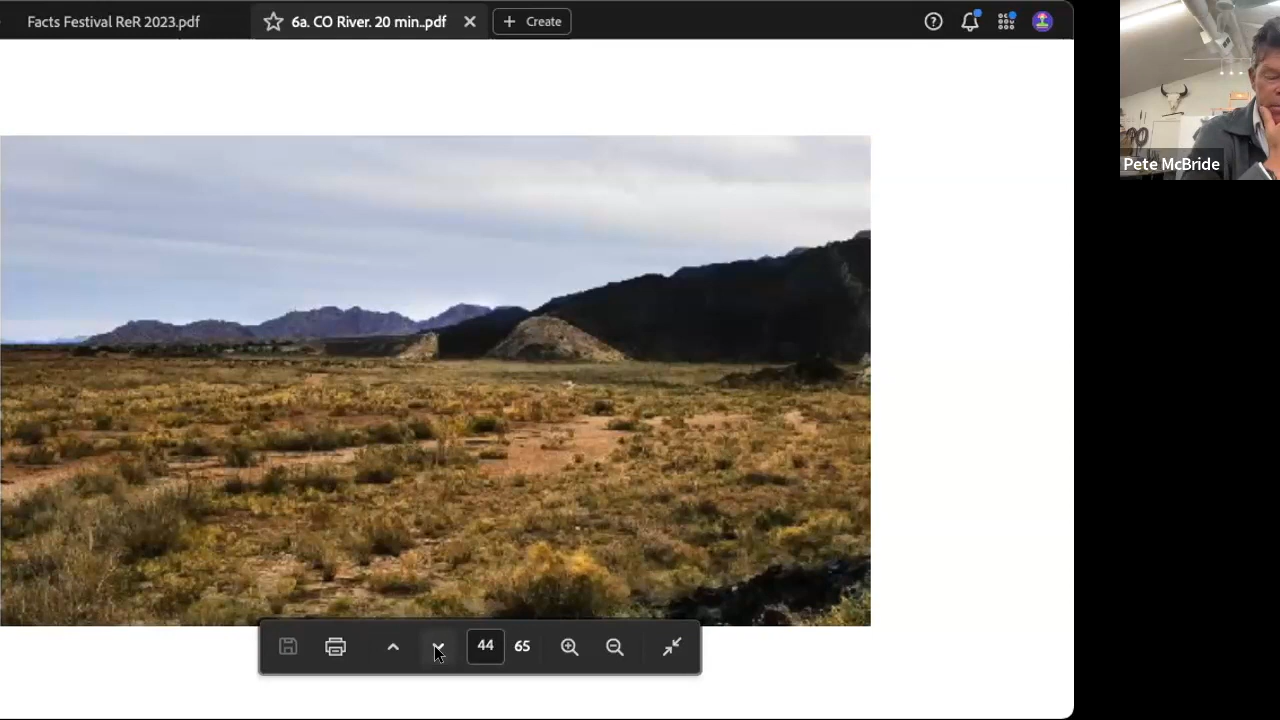 Facts Festival ReR 2023.pdf
6a. CO River. 20 min..pdf
Create
Pete McBride
44 65